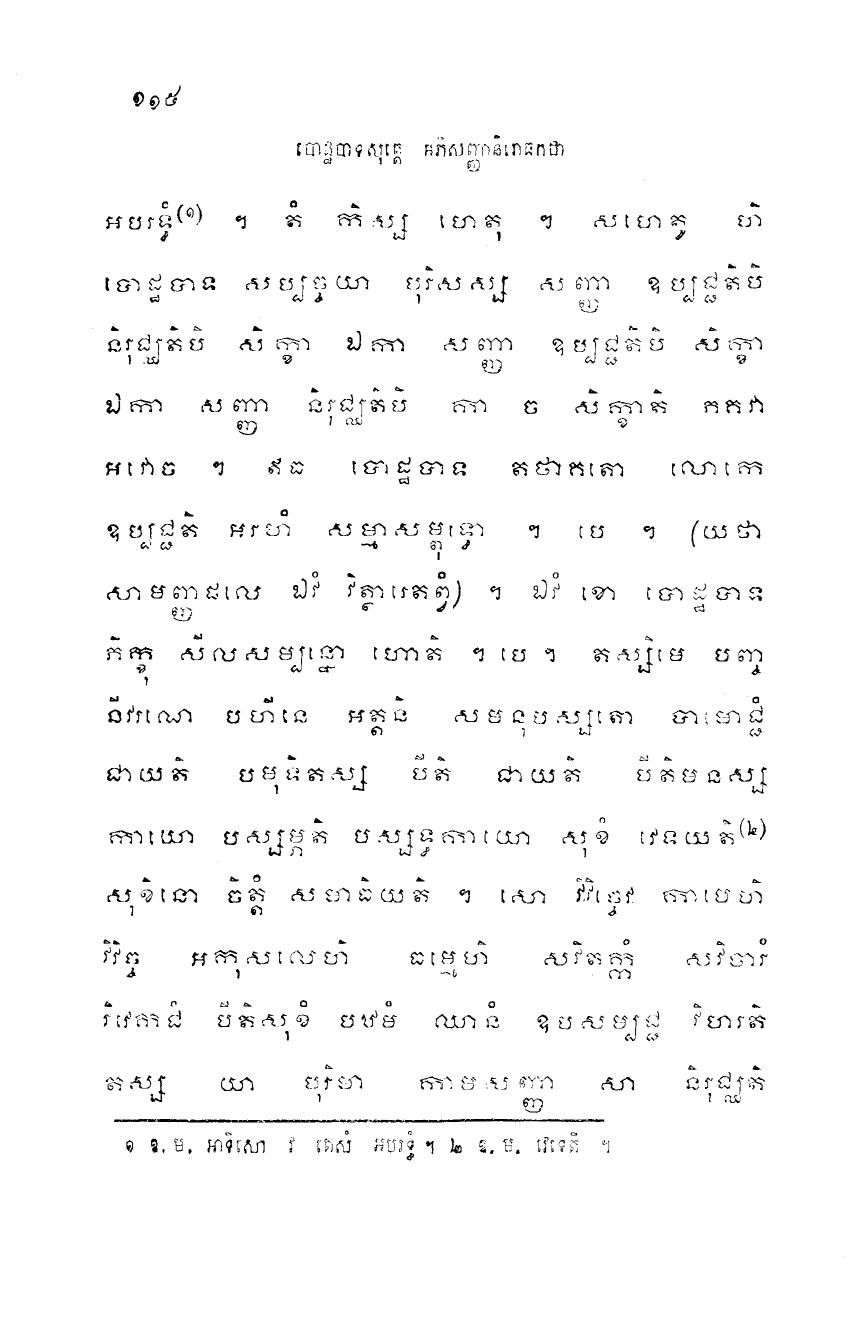 ១១៥
បោដ្ឋបាទសុត្តេ អភិសញ្ញានិរោធកថា
អបរទ្ធំ(១) ។ តំ កិស្ស ហេតុ ។ សហេតូ ហិ
បោដ្ឋបាទ សប្បច្ចយា បុរិសស្ស សញ្ញា ឧប្បជ្ជតិបិ
និរុជ្ឈតិបិ សិក្ខា ឯកា សញ្ញា ឧប្បជ្ជតិបិ សិក្ខា
ឯកា សញ្ញា និរុជ្ឈតិបិ កា ច សិក្ខាតិ ភគវា
អវោច ។ ឥធ បោដ្ឋបាទ តថាគតោ លោកេ
ឧប្បជ្ជតិ អរហំ សម្មាសម្ពុទ្ធោ ។ បេ ។ (យថា
សាមញ្ញផលេ ឯវំ វិត្ថារេតព្វំ) ។ ឯវំ ខោ បោដ្ឋបាទ
ភិក្ខុ សីលសម្បន្នោ ហោតិ ។ បេ ។ តស្សិមេ បញ្ច
នីវរណេ បហីនេ អត្តនិ សមនុបស្សតោ បាមោជ្ជំ
ជាយតិ បមុទិតស្ស បីតិ ជាយតិ បីតិមនស្ស
កាយោ បស្សម្ភតិ បស្សទ្ធកាយោ សុខំ វេទយតិ(២)
សុខិនោ ចិត្តំ សមាធិយតិ ។ សោ វិវិច្ចេវ កាមេហិ
វិវិច្ច អកុសលេហិ ធម្មេហិ សវិតក្កំ សវិចារំ
វិវេកជំ បីតិសុខំ បឋមំ ឈានំ ឧបសម្បជ្ជ វិហរតិ
តស្ស យា បុរិមា កាមសញ្ញា សា និរុជ្ឈតិ
១ ឱ. ម. អាទិសោ វ តេសំ អបរទ្ធំ ។ ២ ឱ. ម. វេទេតិ ។